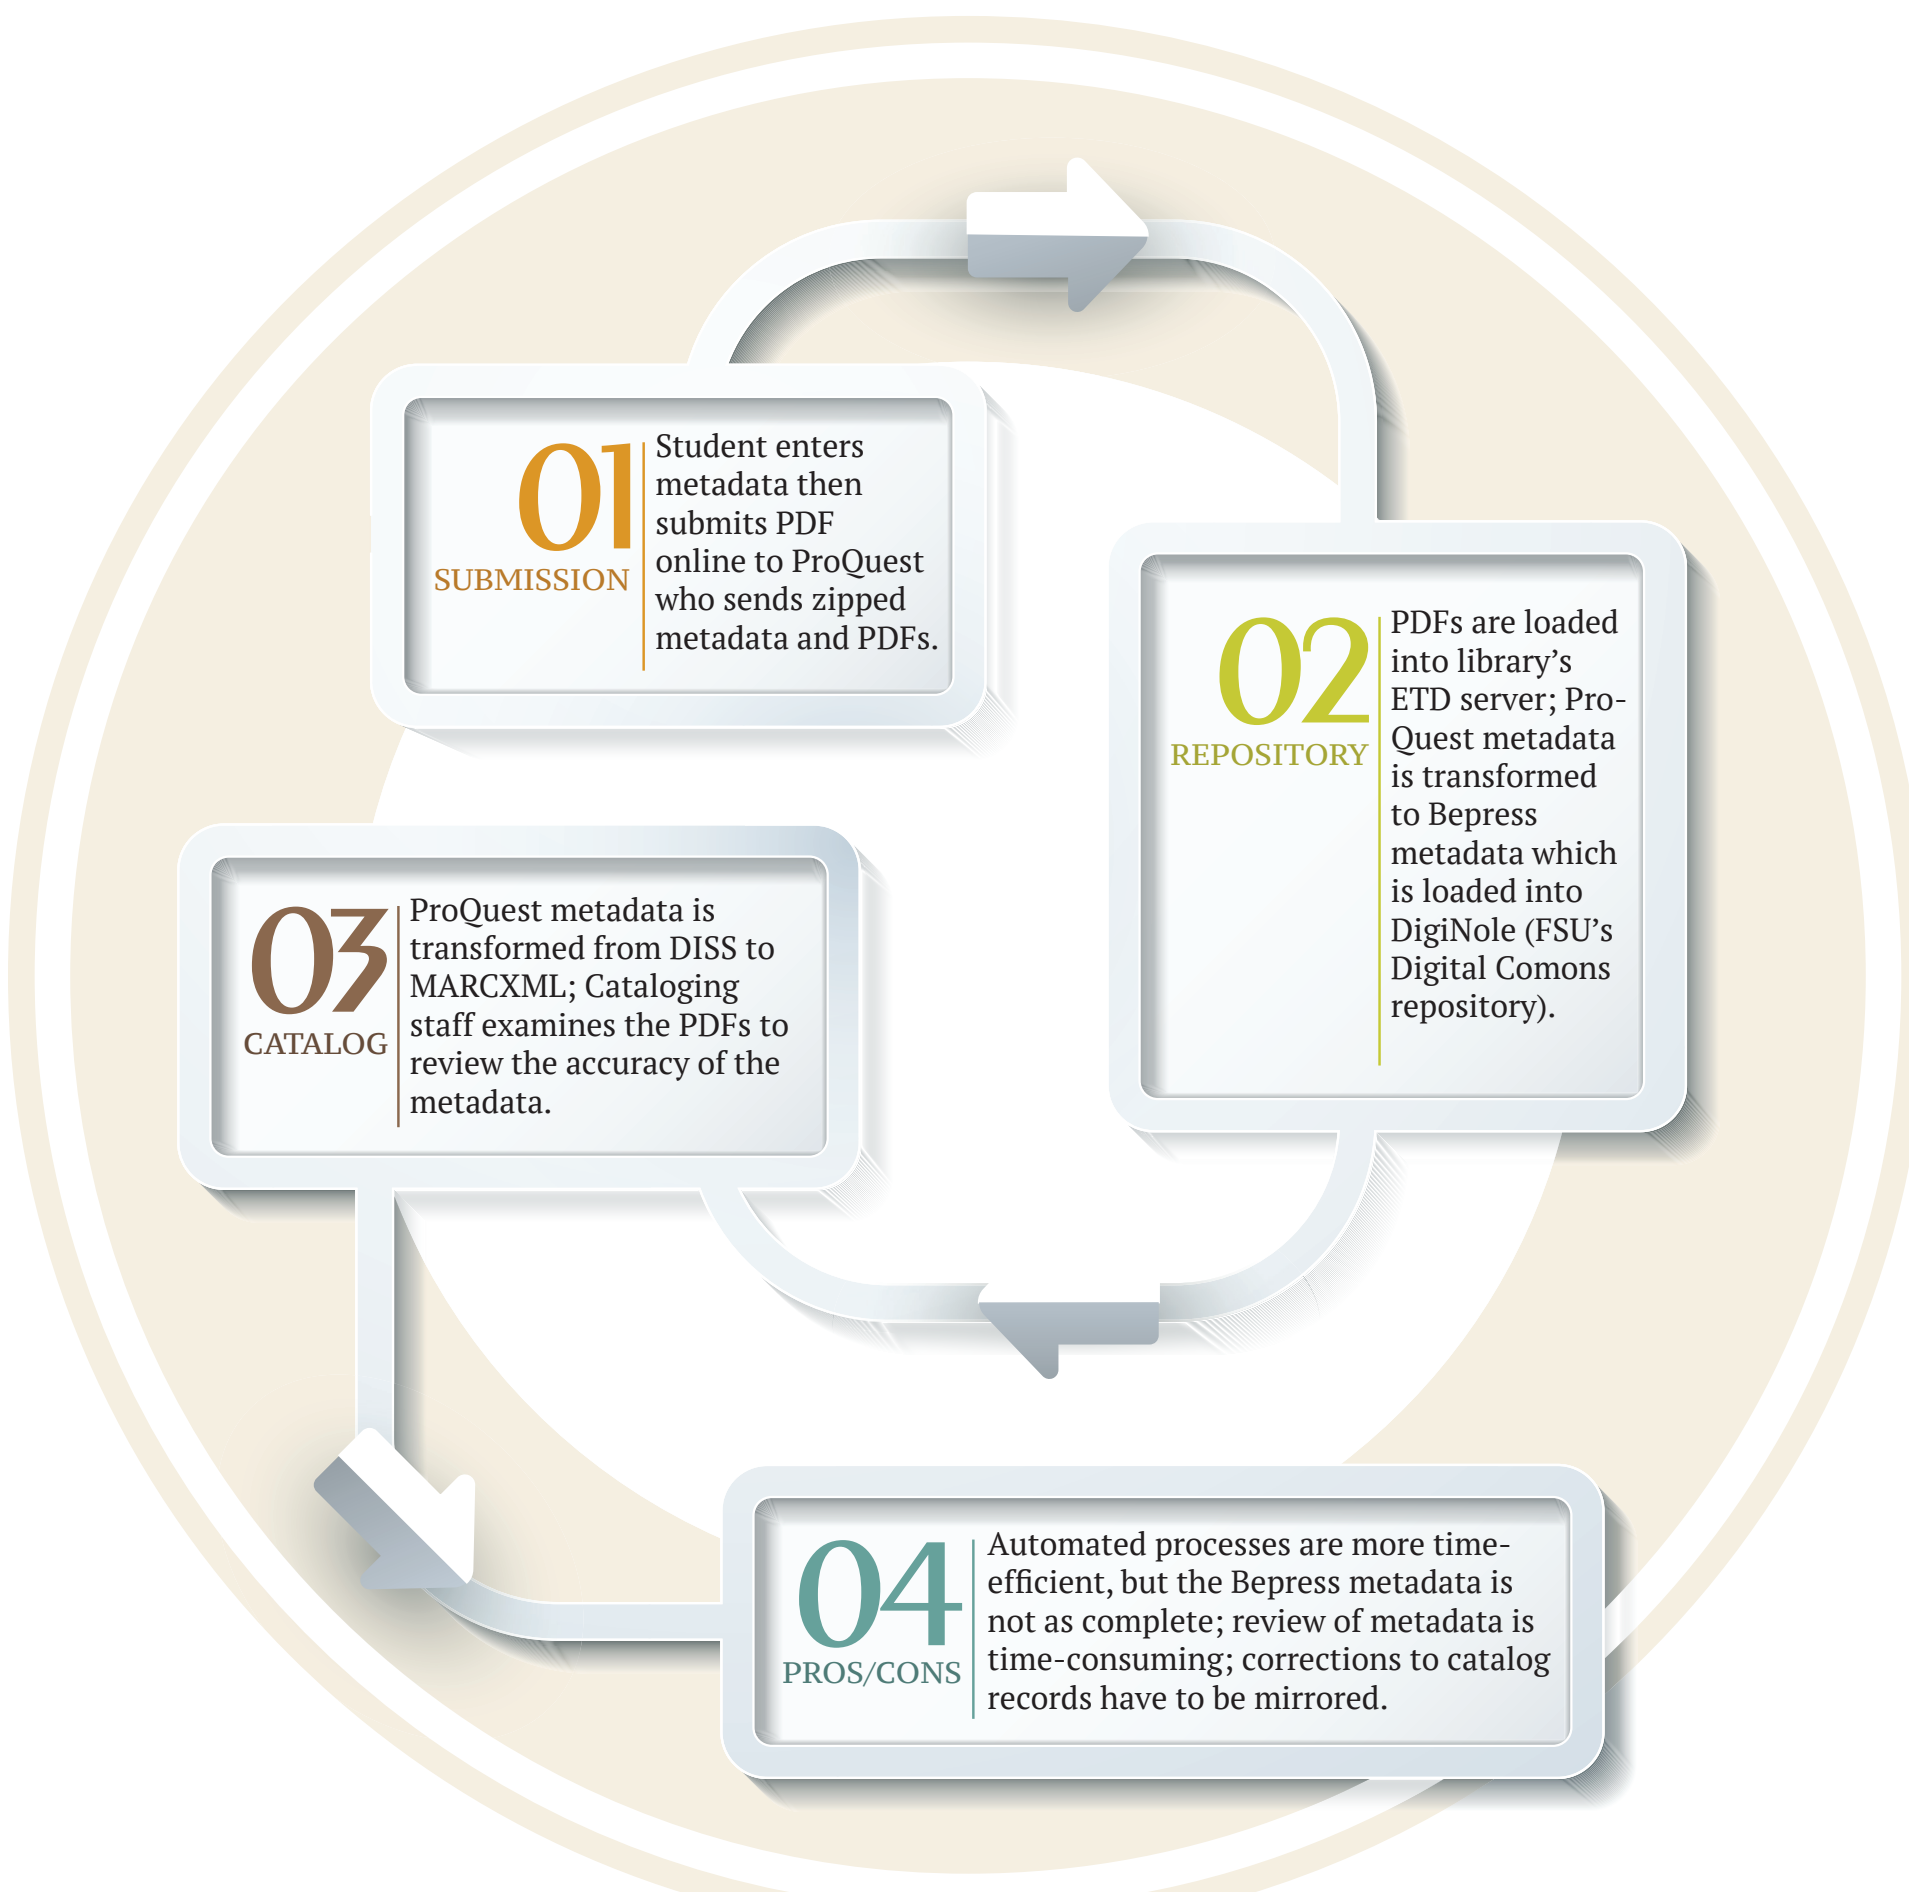 01
SUBMISSION
Student enters
metadata then
submits PDF
online to ProQuest
who sends zipped
metadata and PDFs.
02
REPOSITORY
PDFs are loaded
into library’s
ETD server; Pro-
Quest metadata
is transformed
to Bepress
metadata which
is loaded into
DigiNole (FSU’s
Digital Comons
repository).
03
CATALOG
ProQuest metadata is
transformed from DISS to
MARCXML; Cataloging
staff examines the PDFs to
review the accuracy of the
metadata.
04
PROS/CONS
Automated processes are more time-
efficient, but the Bepress metadata is
not as complete; review of metadata is
time-consuming; corrections to catalog
records have to be mirrored.